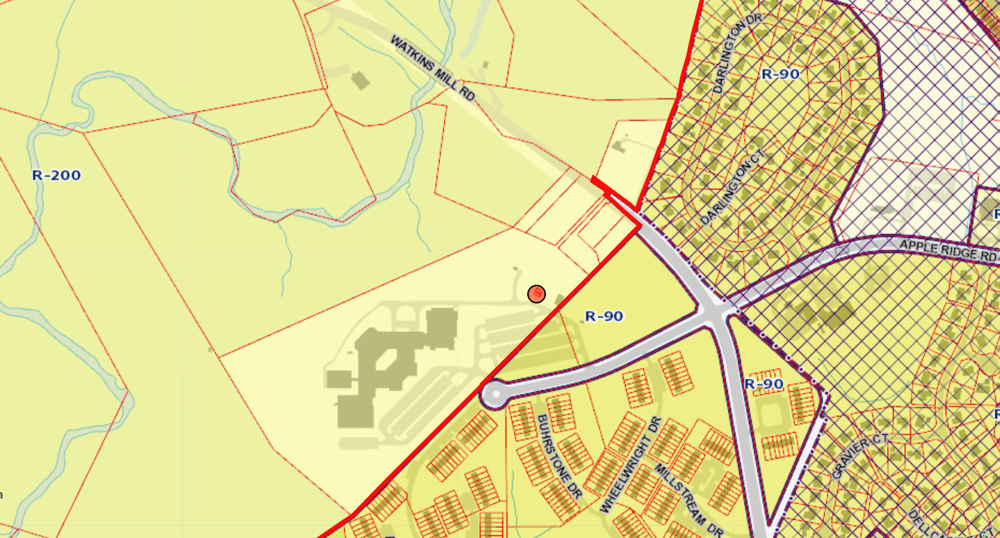 DARLINGTON DR
WATKINS MILL RD
R-90
R-200
DARLINGTON CT
APPLE RIDGE RD
R-90
R-90
BUHRSTONE DR
WHEELWRIGHT DR
MILLSTREAM DR
GRAVIER CT